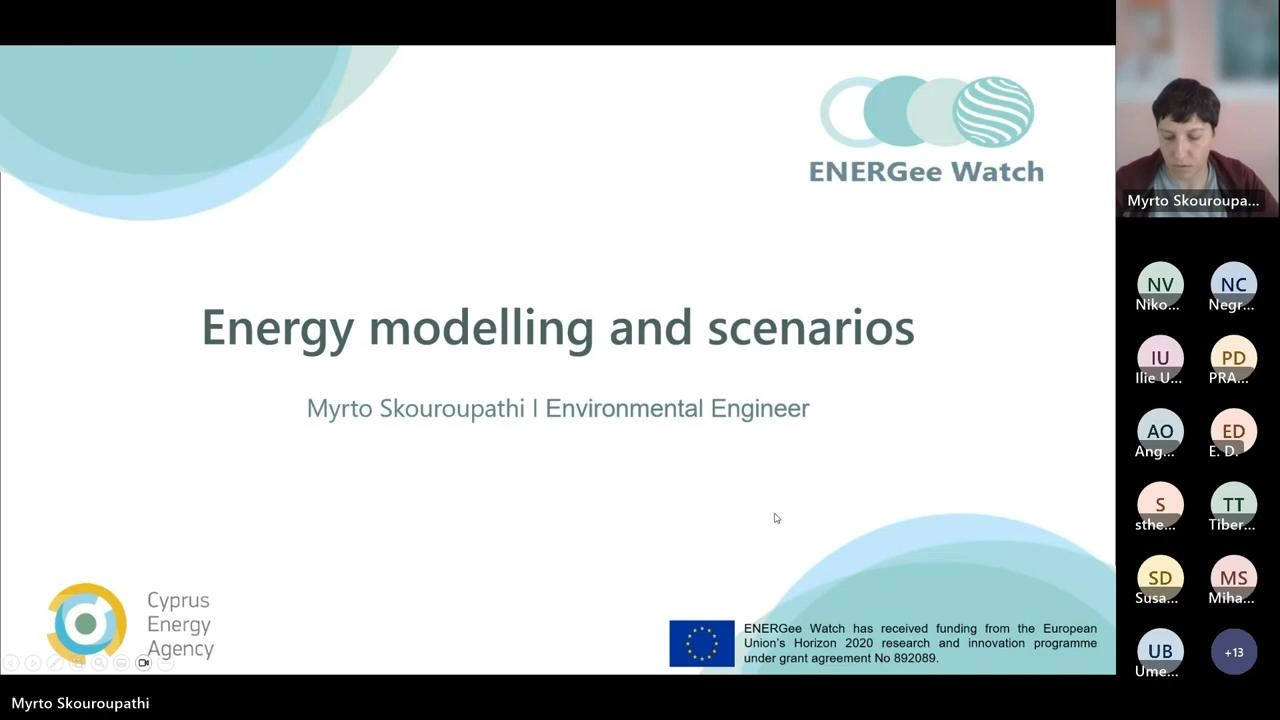 ENERGee Watch
Energy modelling and scenarios
Myrto Skouroupathi | Environmental Engineer
Cyprus
Energy
Agency
ENERGee Watch has received funding from the European
Union's Horizon 2020 research and innovation programme
under grant agreement No 892089.
Myrto Skouroupa...
NV
Niko...
NC
Negr...
IU
Ilie U...
PD
PRA...
AO
Ang...
ED
E. D.
S
sthe...
TT
Tiber...
SD
Susa...
MS
Miha...
UB
Ume...
+13
Myrto Skouroupathi